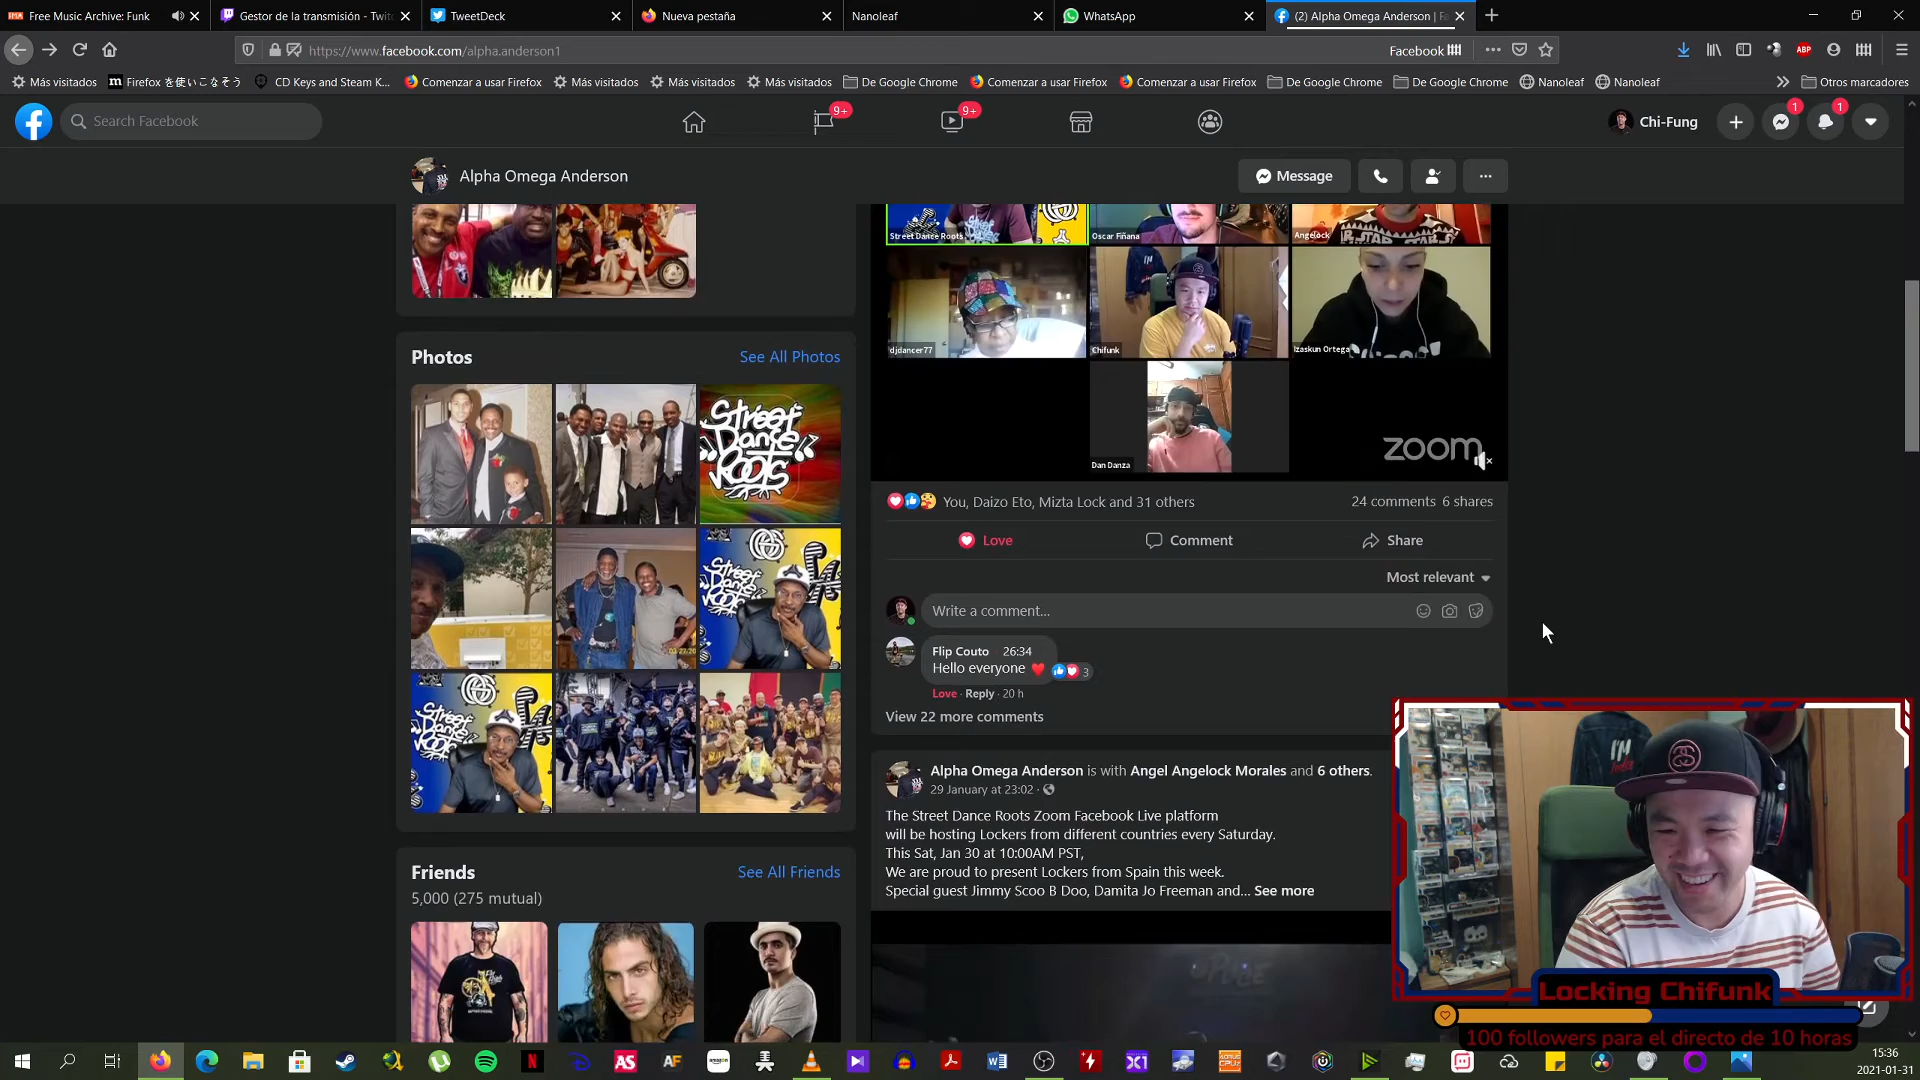 Free Music Archive: Funk
Gestor de la transmisión - Twitc
TweetDeck
Nueva pestaña
Nanoleaf
WhatsApp
(2) Alpha Omega Anderson | Fa
https://www.facebook.com/alpha.anderson1
Facebook
ABP
Más visitados
Firefox を使いこなそう
CD Keys and Steam K...
Comenzar a usar Firefox
Más visitados
Más visitados
Más visitados
De Google Chrome
Comenzar a usar Firefox
Comenzar a usar Firefox
De Google Chrome
De Google Chrome
Nanoleaf
Nanoleaf
Otros marcadores
Search Facebook
9+
9+
Chi-Fung
1
1
Alpha Omega Anderson
Message
Street Dance Roots
Oscar Fiñana
Angelock
djdancer77
Chifunk
Izaskun Ortega
Dan Danza
zoom
Photos
See All Photos
Street
Dance
Roots
You, Daizo Eto, Mizta Lock and 31 others
24 comments 6 shares
Love
Comment
Share
Most relevant
Write a comment...
Flip Couto · 26:34
Hello everyone
3
Love · Reply · 20 h
View 22 more comments
Alpha Omega Anderson is with Angel Angelock Morales and 6 others.
29 January at 23:02 ·
The Street Dance Roots Zoom Facebook Live platform
will be hosting Lockers from different countries every Saturday.
This Sat, Jan 30 at 10:00AM PST,
We are proud to present Lockers from Spain this week.
Special guest Jimmy Scoo B Doo, Damita Jo Freeman and... See more
Friends
See All Friends
5,000 (275 mutual)
Locking Chifunk
100 followers para el directo de 10 horas
15:36
2021-01-31